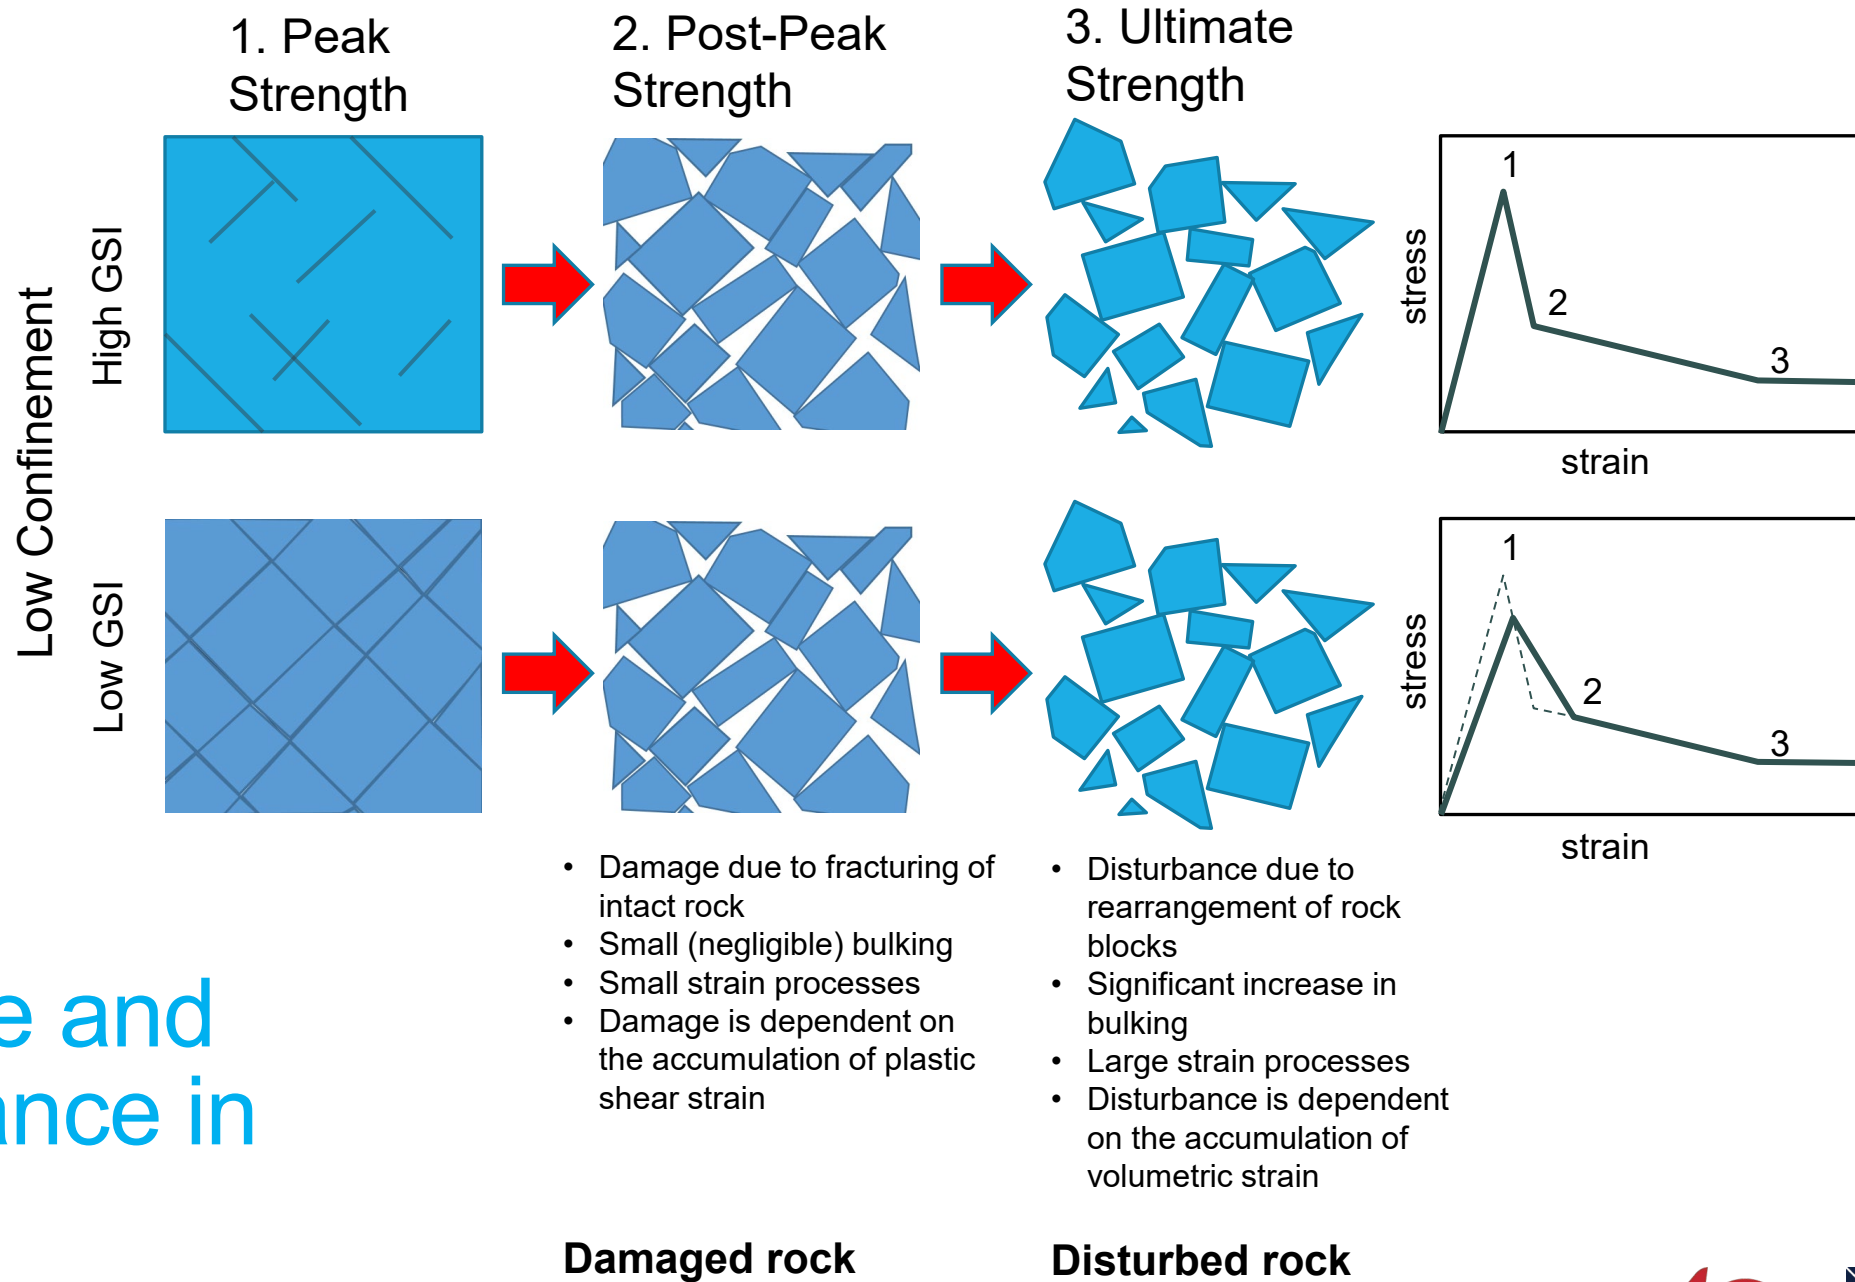 1. Peak
Strength
2. Post-Peak
Strength
3. Ultimate
Strength
Low Confinement
High GSI
stress
1
2
3
strain
Low GSI
stress
1
2
3
strain
• Damage due to fracturing of
intact rock
• Small (negligible) bulking
• Small strain processes
• Damage is dependent on
the accumulation of plastic
shear strain
• Disturbance due to
rearrangement of rock
blocks
• Significant increase in
bulking
• Large strain processes
• Disturbance is dependent
on the accumulation of
volumetric strain
e and
ance in
Damaged rock
Disturbed rock